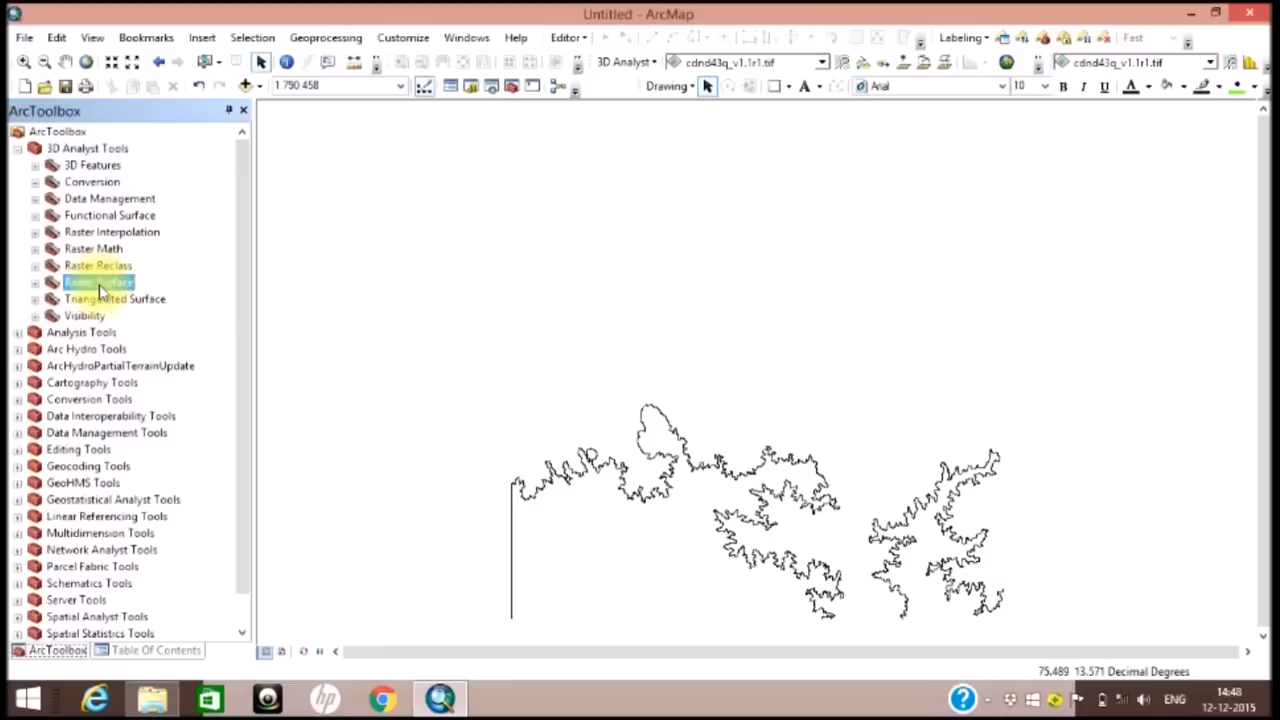 Untitled - ArcMap
File Edit View Bookmarks Insert Selection Geoprocessing Customize Windows Help Editor Labeling Fast
3D Analyst cdnd43q_v1.1r1.tif cdnd43q_v1.1r1.tif
1 790 458 Drawing A Arial 10 B I U A
ArcToolbox
ArcToolbox
3D Analyst Tools
3D Features
Conversion
Data Management
Functional Surface
Raster Interpolation
Raster Math
Raster Reclass
Raster Surface
Triangulated Surface
Visibility
Analysis Tools
Arc Hydro Tools
ArcHydroPartialTerrainUpdate
Cartography Tools
Conversion Tools
Data Interoperability Tools
Data Management Tools
Editing Tools
Geocoding Tools
GeoHMS Tools
Geostatistical Analyst Tools
Linear Referencing Tools
Multidimension Tools
Network Analyst Tools
Parcel Fabric Tools
Schematics Tools
Server Tools
Spatial Analyst Tools
Spatial Statistics Tools
ArcToolbox Table Of Contents
75.489 13.571 Decimal Degrees
hp ENG 14:48
12-12-2015